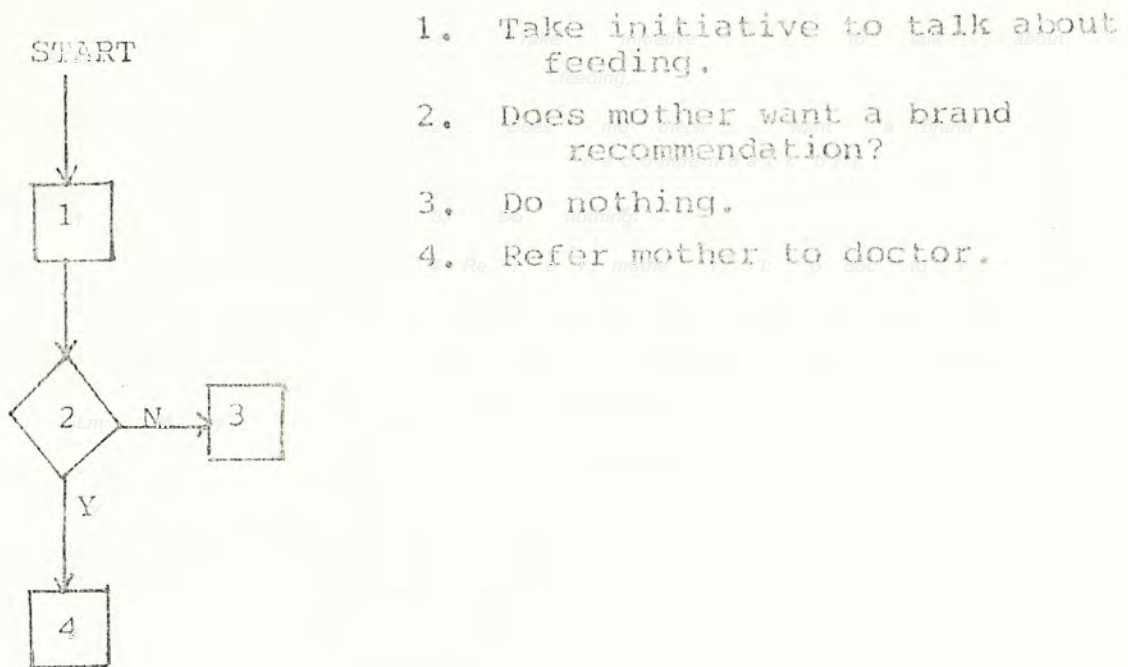 START
1
2
N
3
Y
4
1. Take initiative to talk about
feeding.
2. Does mother want a brand
recommendation?
3. Do nothing.
4. Refer mother to doctor.